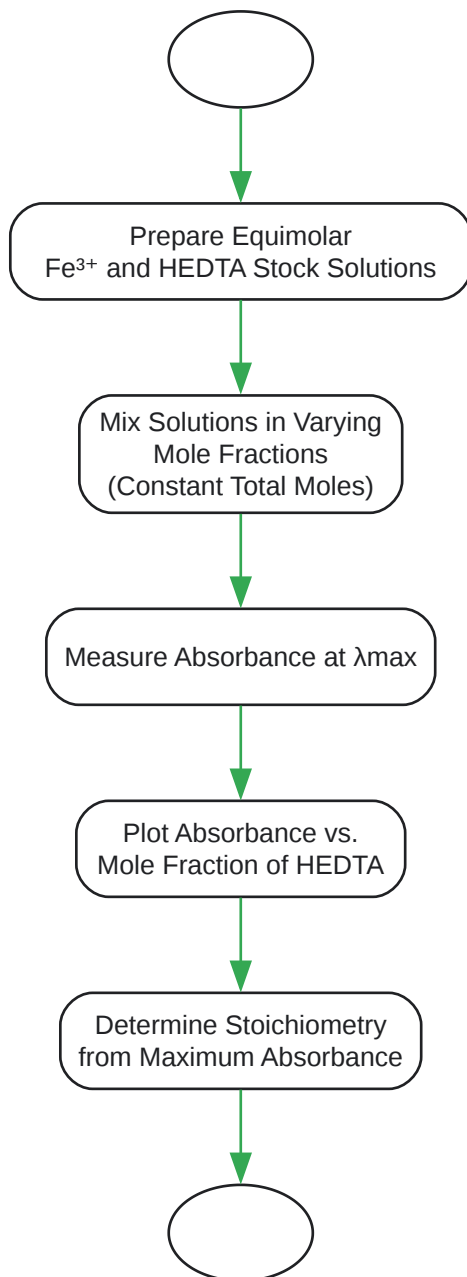 Prepare Equimolar
Fe³⁺ and HEDTA Stock Solutions
Mix Solutions in Varying
Mole Fractions
(Constant Total Moles)
Measure Absorbance at λmax
Plot Absorbance vs.
Mole Fraction of HEDTA
Determine Stoichiometry
from Maximum Absorbance